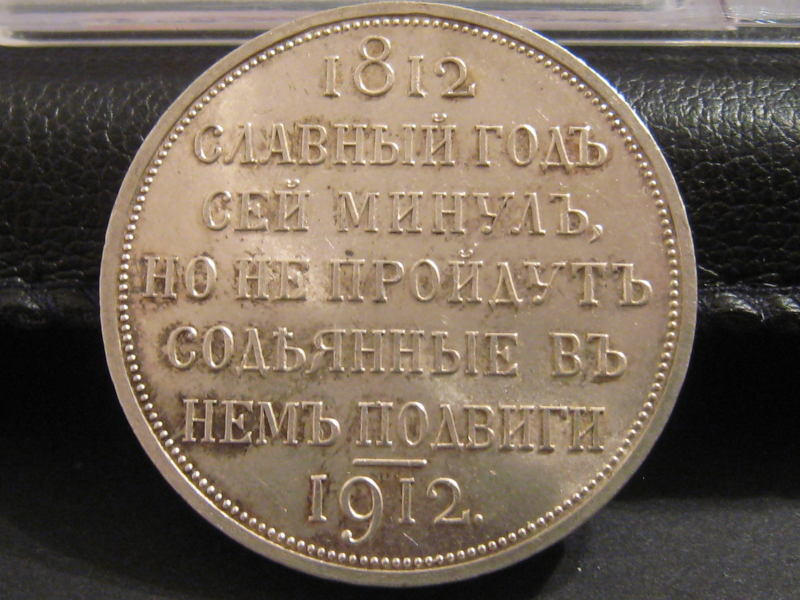 1812
СЛАВНЫЙ ГОДЪ
СЕЙ МИНУЛЪ,
НО НЕ ПРОЙДУТЪ
СОДѢЯННЫЕ ВЪ
НЕМЪ ПОДВИГИ
1912.